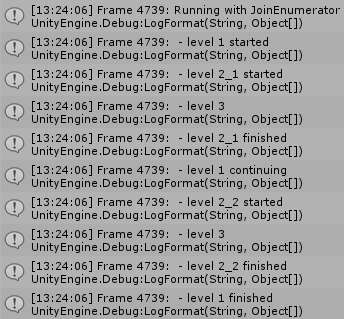 [13:24:06] Frame 4739: Running with JoinEnumerator
UnityEngine.Debug:LogFormat(String, Object[])
[13:24:06] Frame 4739:  - level 1 started
UnityEngine.Debug:LogFormat(String, Object[])
[13:24:06] Frame 4739:  - level 2_1 started
UnityEngine.Debug:LogFormat(String, Object[])
[13:24:06] Frame 4739:  - level 3
UnityEngine.Debug:LogFormat(String, Object[])
[13:24:06] Frame 4739:  - level 2_1 finished
UnityEngine.Debug:LogFormat(String, Object[])
[13:24:06] Frame 4739:  - level 1 continuing
UnityEngine.Debug:LogFormat(String, Object[])
[13:24:06] Frame 4739:  - level 2_2 started
UnityEngine.Debug:LogFormat(String, Object[])
[13:24:06] Frame 4739:  - level 3
UnityEngine.Debug:LogFormat(String, Object[])
[13:24:06] Frame 4739:  - level 2_2 finished
UnityEngine.Debug:LogFormat(String, Object[])
[13:24:06] Frame 4739:  - level 1 finished
UnityEngine.Debug:LogFormat(String, Object[])